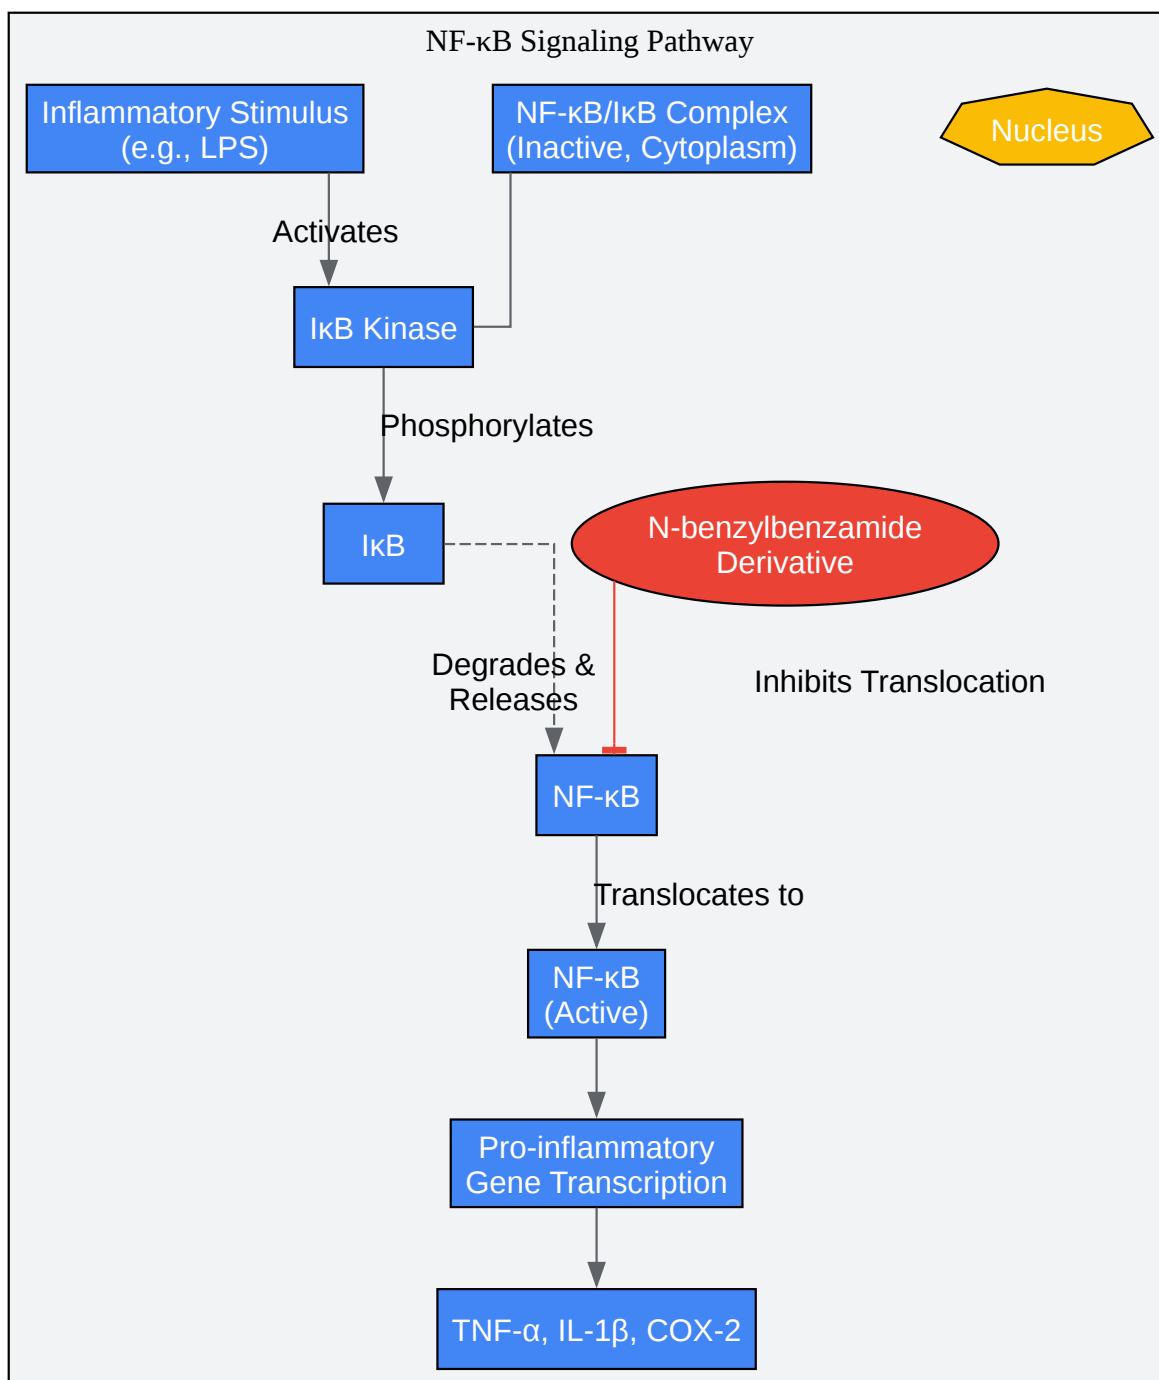 NF-κB Signaling Pathway
Inflammatory Stimulus
(e.g., LPS)
NF-κB/IκB Complex
(Inactive, Cytoplasm)
Nucleus
Activates
IκB Kinase
Phosphorylates
IκB
N-benzylbenzamide
Derivative
Degrades &
Releases
Inhibits Translocation
NF-κB
Translocates to
NF-κB
(Active)
Pro-inflammatory
Gene Transcription
TNF-α, IL-1β, COX-2